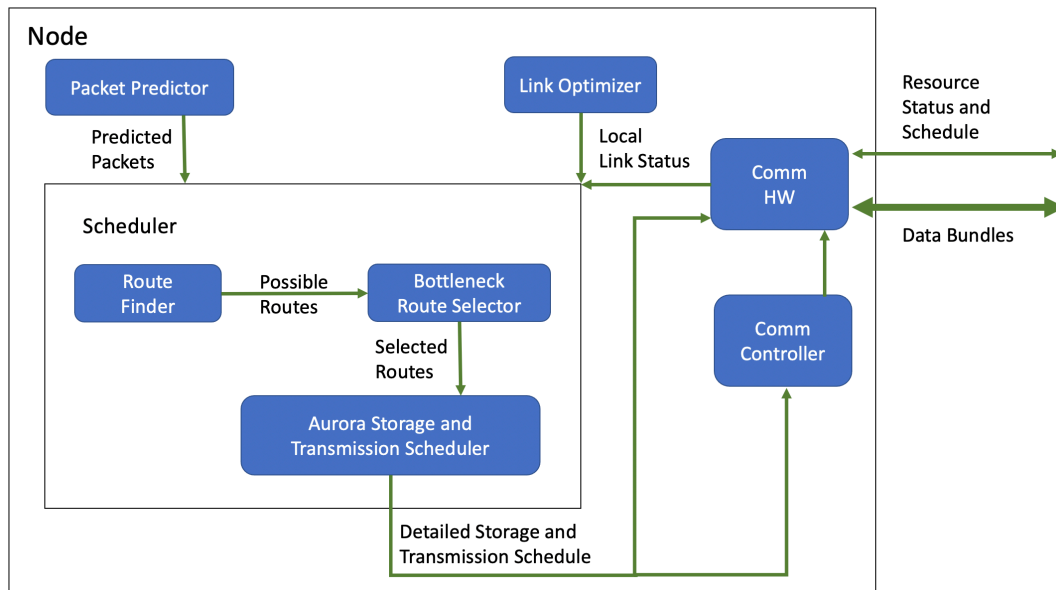 Node
Packet Predictor
Link Optimizer
Predicted
Packets
Local
Link Status
Resource
Status and
Schedule
Comm
HW
Data Bundles
Scheduler
Route
Finder
Possible
Routes
Bottleneck
Route Selector
Selected
Routes
Comm
Controller
Aurora Storage and
Transmission Scheduler
Detailed Storage and
Transmission Schedule